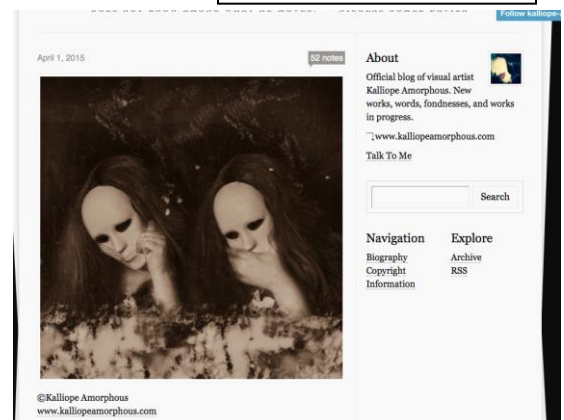 Follow kalliope-
April 1, 2015
52 notes
©Kalliope Amorphous
www.kalliopeamorphous.com
About
Official blog of visual artist
Kalliope Amorphous. New
works, words, fondnesses, and works
in progress.
www.kalliopeamorphous.com
Talk To Me
Search
Navigation
Biography
Copyright
Information
Explore
Archive
RSS